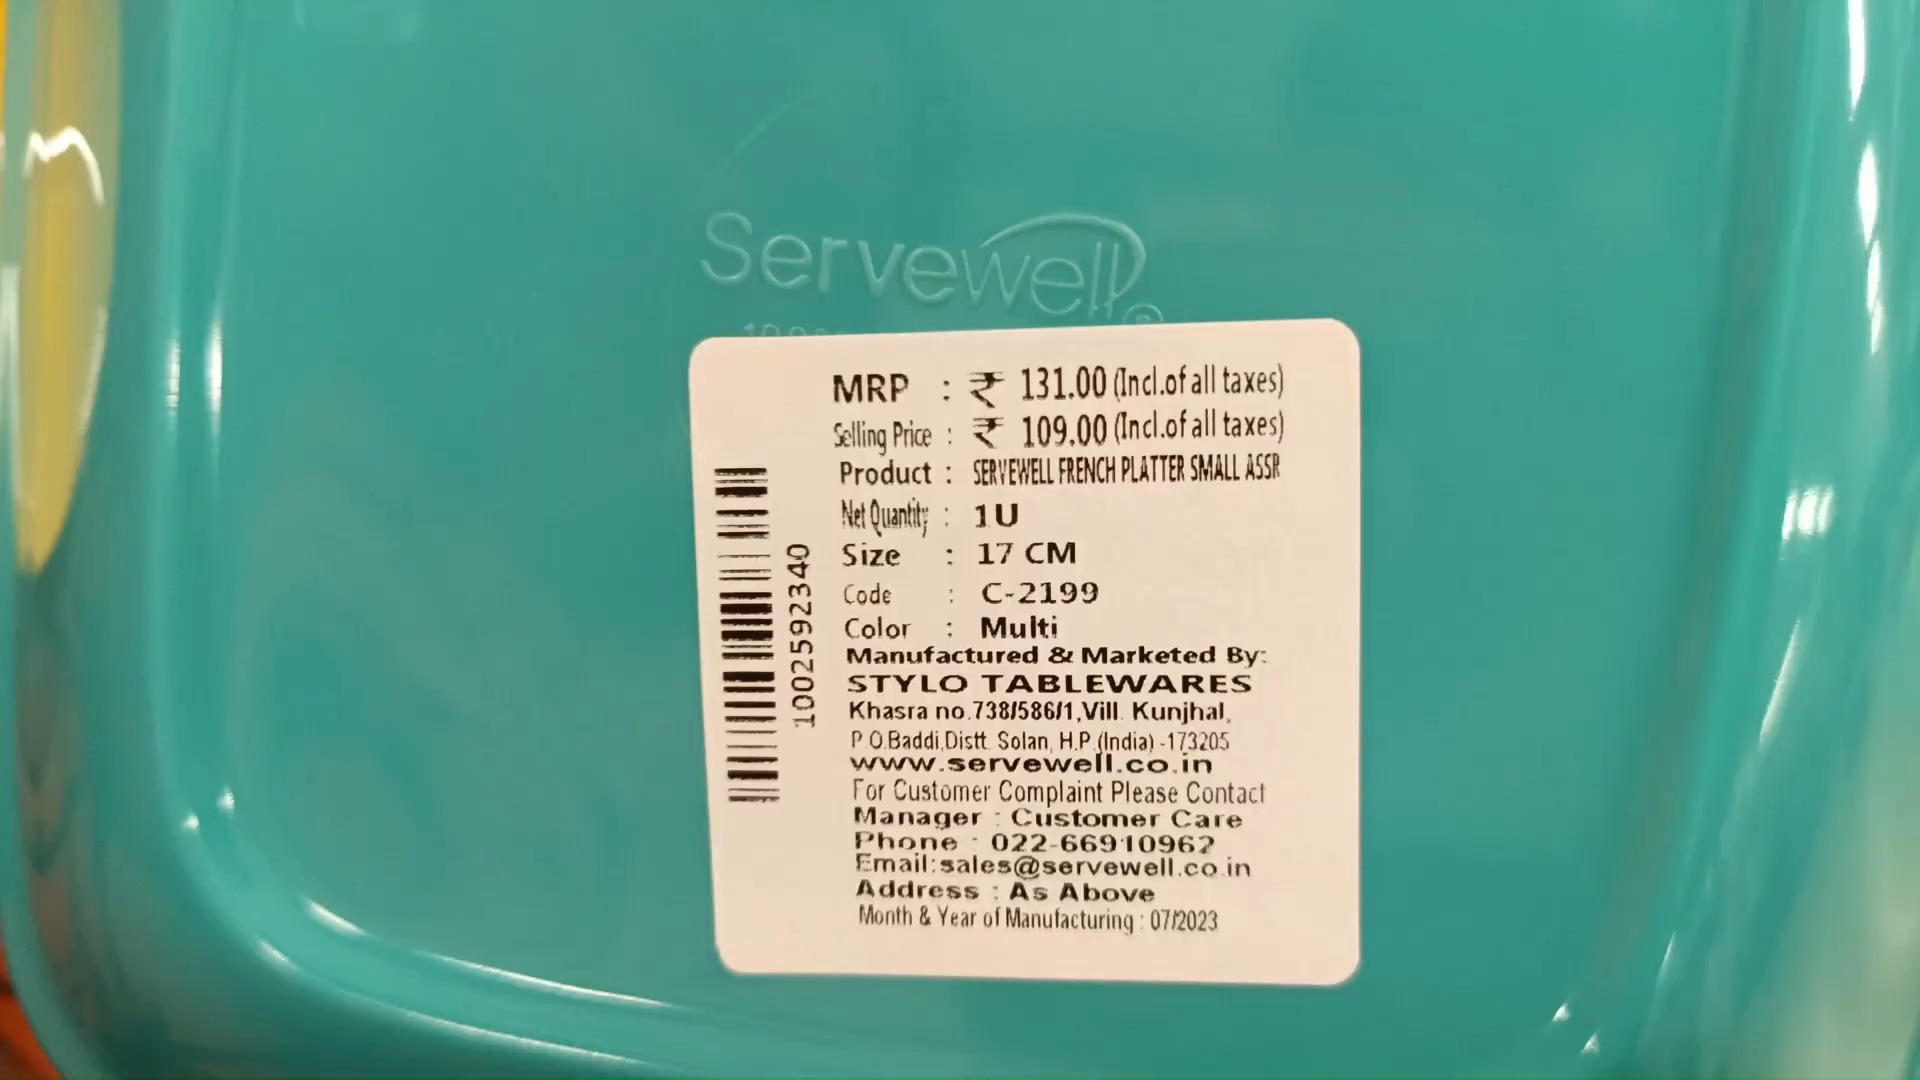 Servewell®
MRP : ₹ 131.00 (Incl.of all taxes)
Selling Price : ₹ 109.00 (Incl.of all taxes)
Product : SERVEWELL FRENCH PLATTER SMALL ASSR
Net Quantity : 1U
Size : 17 CM
Code : C-2199
Color : Multi
Manufactured & Marketed By:
STYLO TABLEWARES
Khasra no.738/586/1,Vill. Kunjhal,
P.O.Baddi,Distt. Solan, H.P.(India) -173205
www.servewell.co.in
For Customer Complaint Please Contact
Manager : Customer Care
Phone : 022-66910962
Email:sales@servewell.co.in
Address : As Above
Month & Year of Manufacturing : 07/2023
1002592340